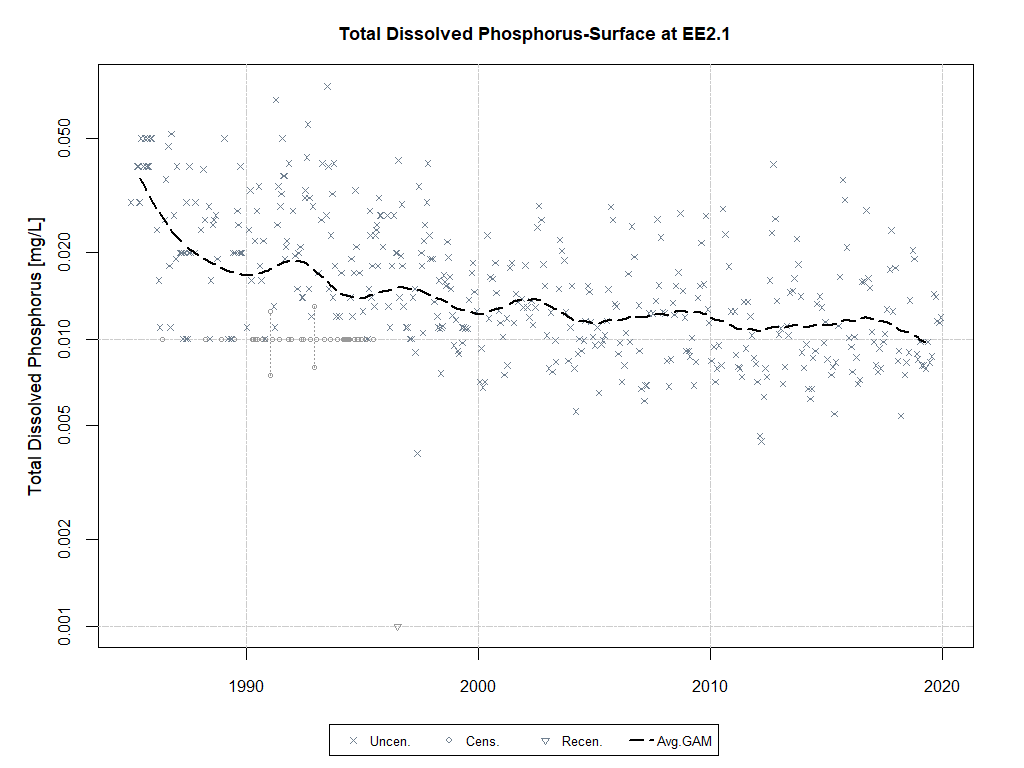 Total Dissolved Phosphorus-Surface at EE2.1
Total Dissolved Phosphorus [mg/L]
0.050
0.020
0.010
0.005
0.002
0.001
1990 2000 2010 2020
Uncen. Cens. Recen. Avg.GAM